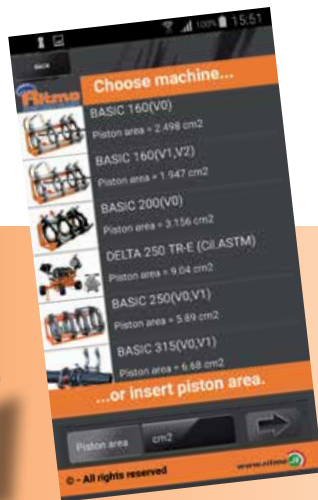 100% 15:51
BACK
Ritmo
Choose machine...
BASIC 160(V0)
Piston area = 2.498 cm2
BASIC 160(V1,V2)
Piston area = 1.947 cm2
BASIC 200(V0)
Piston area = 3.156 cm2
DELTA 250 TR-E (CiI.ASTM)
Piston area = 9.04 cm2
BASIC 250(V0,V1)
Piston area = 5.89 cm2
BASIC 315(V0,V1)
Piston area = 6.68 cm2
...or insert piston area.
Piston area cm2
© - All rights reserved www.ritmo.it